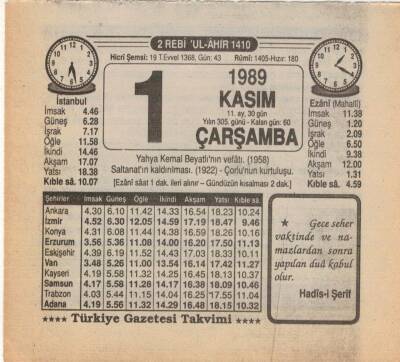 2 REBİ 'UL-ÂHIR 1410
Hicrî Şemsî: 19 T.Evvel 1368, Gün: 43 Rûmî: 1405-Hızır: 180
1 1989
KASIM
11. ay, 30 gün
Yılın 305. günü - Kalan gün: 60
ÇARŞAMBA
İstanbul
İmsak 4.46
Güneş 6.28
İşrak 7.17
Öğle 11.58
İkindi 14.46
Akşam 17.07
Yatsı 18.38
Kıble sâ. 10.07
Ezânî (Mahallî)
İmsak 11.38
Güneş 1.20
İşrak 2.09
Öğle 6.50
İkindi 9.38
Akşam 12.00
Yatsı 1.31
Kıble sâ. 4.59
Yahya Kemal Beyatlı'nın vefâtı. (1958)
Saltanat'ın kaldırılması. (1922) - Çorlu'nun kurtuluşu.
[Ezânî sâat 1 dak. ileri alınır – Gündüzün kısalması 2 dak.]
Şehirler İmsak Güneş Öğle İkindi Akşam Yatsı Kıble sâ.
Ankara 4.30 6.10 11.42 14.33 16.54 18.23 10.24
İzmir 4.52 6.30 12.05 14.59 17.19 18.47 9.46
Konya 4.31 6.08 11.44 14.38 16.59 18.26 10.16
Erzurum 3.56 5.36 11.08 14.00 16.20 17.50 11.13
Eskişehir 4.39 6.19 11.52 14.43 17.03 18.33 10.11
Van 3.48 5.26 11.00 13.54 16.14 17.42 11.27
Kayseri 4.19 5.58 11.32 14.25 16.45 18.13 10.37
Samsun 4.17 5.58 11.28 14.17 16.38 18.09 10.46
Trabzon 4.03 5.44 11.15 14.04 16.25 17.55 11.04
Adana 4.19 5.56 11.32 14.29 16.48 18.15 10.32
★ Gece seher
vaktinde ve na-
mazlardan sonra
yapılan duâ kabul
olur.
Hadîs-i Şerîf
★★★★ Türkiye Gazetesi Takvimi ★★★★